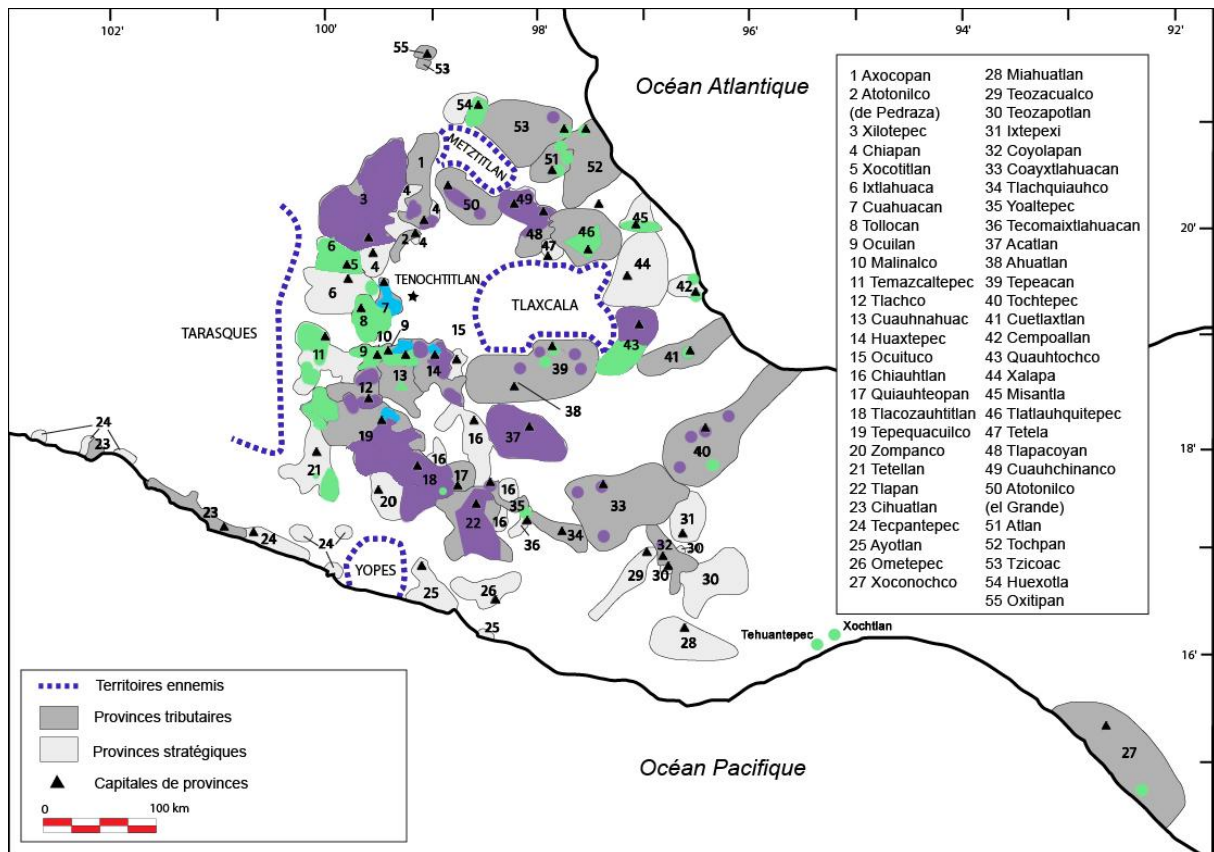 102'
100'
98'
96'
94'
92'
55
53
Océan Atlantique
54
53
METZTITLAN
1
51
52
4
3
50
49
4
45
2
4
48
46
20'
47
6
5
4
44
TENOCHTITLAN
6
7
TLAXCALA
42
TARASQUES
8
9
15
10
43
9
11
13
14
39
41
12
38
24
19
16
37
23
40
18'
21
16
18
17
20
16
33
22
35
31
23
16
24
34
36
32
24
30
29
30
YOPES
30
25
26
25
28
Tehuantepec
Xochtlan
16'
27
Océan Pacifique
1 Axocopan
2 Atotonilco
(de Pedraza)
3 Xilotepec
4 Chiapan
5 Xocotitlan
6 Ixtlahuaca
7 Cuahuacan
8 Tollocan
9 Ocuilan
10 Malinalco
11 Temazcaltepec
12 Tlachco
13 Cuauhnahuac
14 Huaxtepec
15 Ocuituco
16 Chiauhtlan
17 Quiauhteopan
18 Tlacozauhtitlan
19 Tepequacuilco
20 Zompanco
21 Tetellan
22 Tlapan
23 Cihuatlan
24 Tecpantepec
25 Ayotlan
26 Ometepec
27 Xoconochco
28 Miahuatlan
29 Teozacualco
30 Teozapotlan
31 Ixtepexi
32 Coyolapan
33 Coayxtlahuacan
34 Tlachquiauhco
35 Yoaltepec
36 Tecomaixtlahuacan
37 Acatlan
38 Ahuatlan
39 Tepeacan
40 Tochtepec
41 Cuetlaxtlan
42 Cempoallan
43 Quauhtochco
44 Xalapa
45 Misantla
46 Tlatlauhquitepec
47 Tetela
48 Tlapacoyan
49 Cuauhchinanco
50 Atotonilco
(el Grande)
51 Atlan
52 Tochpan
53 Tzicoac
54 Huexotla
55 Oxitipan
Territoires ennemis
Provinces tributaires
Provinces stratégiques
Capitales de provinces
0
100 km